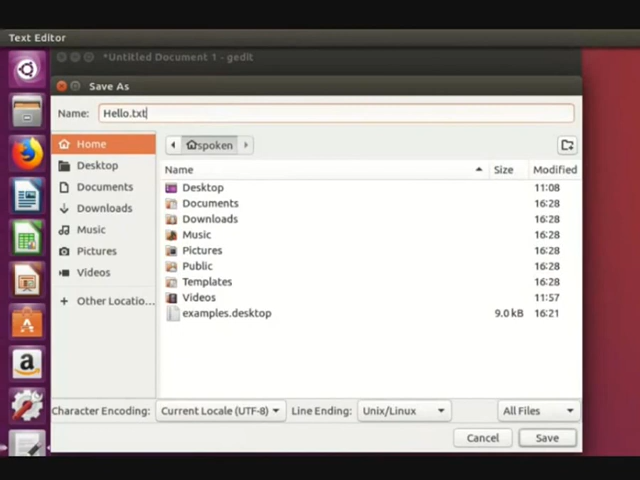 Text Editor
*Untitled Document 1 - gedit
Save As
Name: Hello.txt
Home
Desktop
Documents
Downloads
Music
Pictures
Videos
+ Other Locatio...
spoken
Name Size Modified
Desktop 11:08
Documents 16:28
Downloads 16:28
Music 16:28
Pictures 16:28
Public 16:28
Templates 16:28
Videos 11:57
examples.desktop 9.0 kB 16:21
Character Encoding: Current Locale (UTF-8) Line Ending: Unix/Linux All Files
Cancel Save